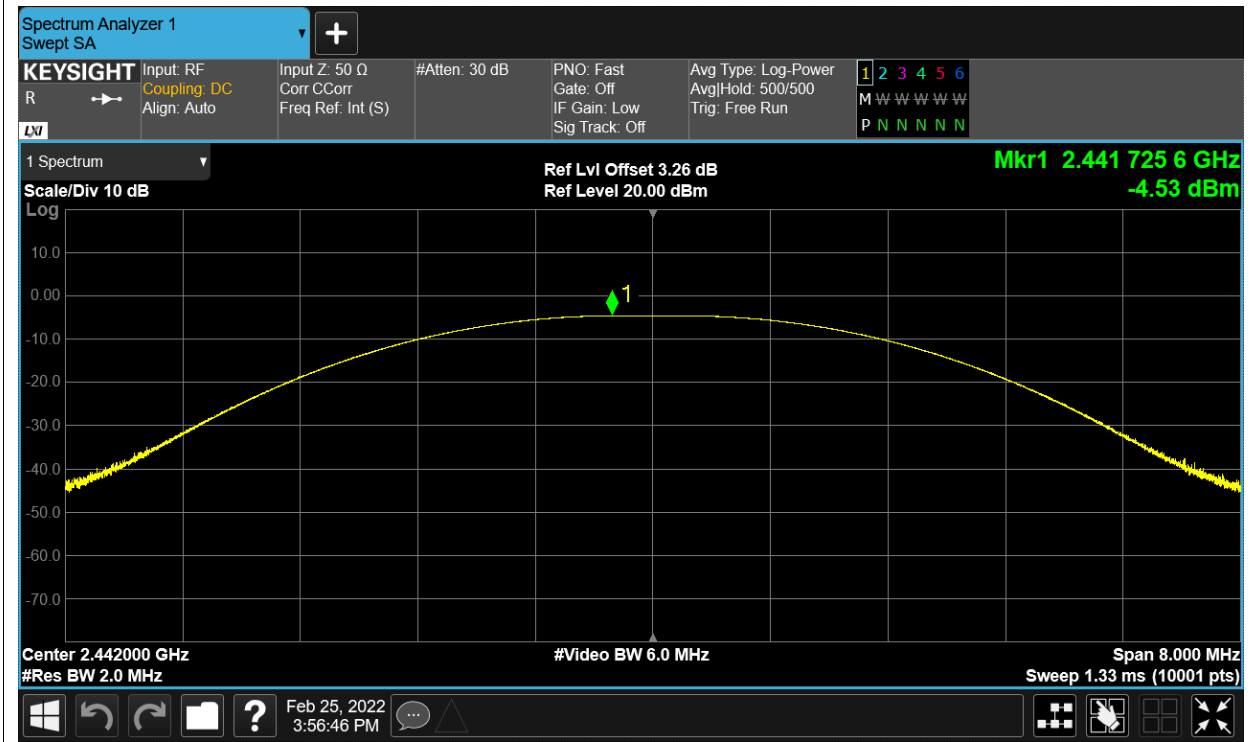 Spectrum Analyzer 1
Swept SA
+
KEYSIGHT
R
LXI
Input: RF
Coupling: DC
Align: Auto
Input Z: 50 Ω
Corr CCorr
Freq Ref: Int (S)
#Atten: 30 dB
PNO: Fast
Gate: Off
IF Gain: Low
Sig Track: Off
Avg Type: Log-Power
Avg|Hold: 500/500
Trig: Free Run
1 2 3 4 5 6
M W W W W W
P N N N N N
1 Spectrum
Scale/Div 10 dB
Log
Ref Lvl Offset 3.26 dB
Ref Level 20.00 dBm
Mkr1 2.441 725 6 GHz
-4.53 dBm
1
10.0
0.00
-10.0
-20.0
-30.0
-40.0
-50.0
-60.0
-70.0
Center 2.442000 GHz
#Res BW 2.0 MHz
#Video BW 6.0 MHz
Span 8.000 MHz
Sweep 1.33 ms (10001 pts)
?
Feb 25, 2022
3:56:46 PM